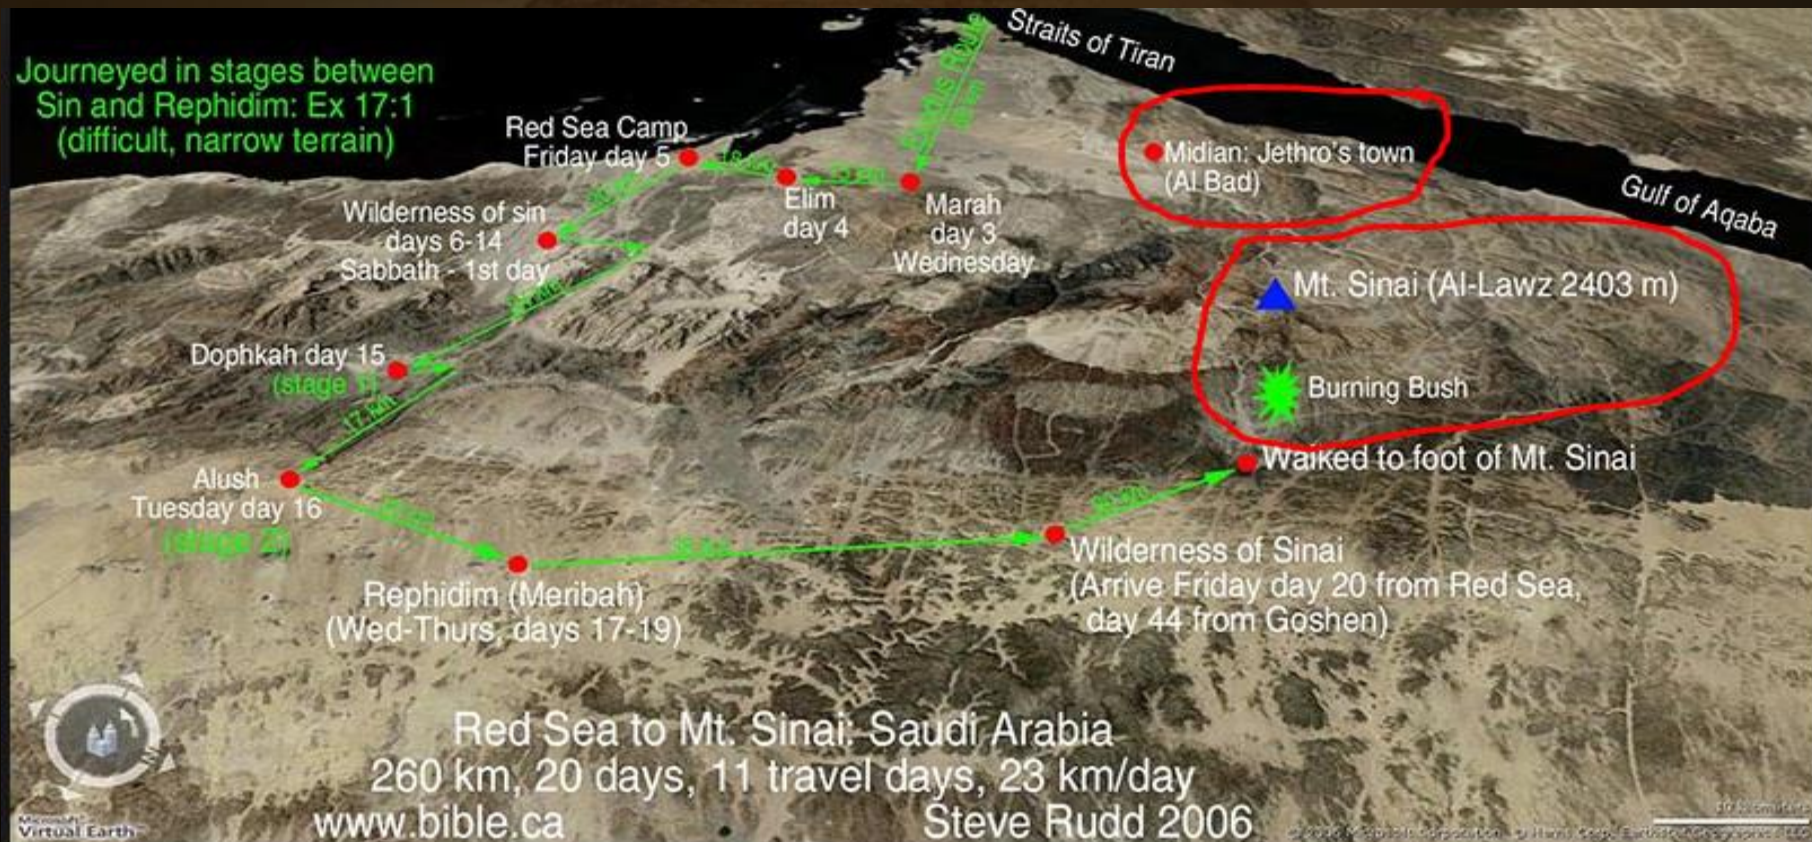 Straits of Tiran
Journeyed in stages between
Sin and Rephidim: Ex 17:1
(difficult, narrow terrain)
Exodus Route
Red Sea Camp
Friday day 5
Elim
day 4
Marah
day 3
Wednesday
Midian: Jethro's town
(Al Bad)
Gulf of Aqaba
Wilderness of sin
days 6-14
Sabbath - 1st day
Mt. Sinai (Al-Lawz 2403 m)
Burning Bush
Dophkah day 15
(stage 1)
17 km
Walked to foot of Mt. Sinai
Alush
Tuesday day 16
(stage 2)
Rephidim (Meribah)
(Wed-Thurs, days 17-19)
Wilderness of Sinai
(Arrive Friday day 20 from Red Sea,
day 44 from Goshen)
Red Sea to Mt. Sinai: Saudi Arabia
260 km, 20 days, 11 travel days, 23 km/day
www.bible.ca
Steve Rudd 2006
Microsoft
Virtual Earth